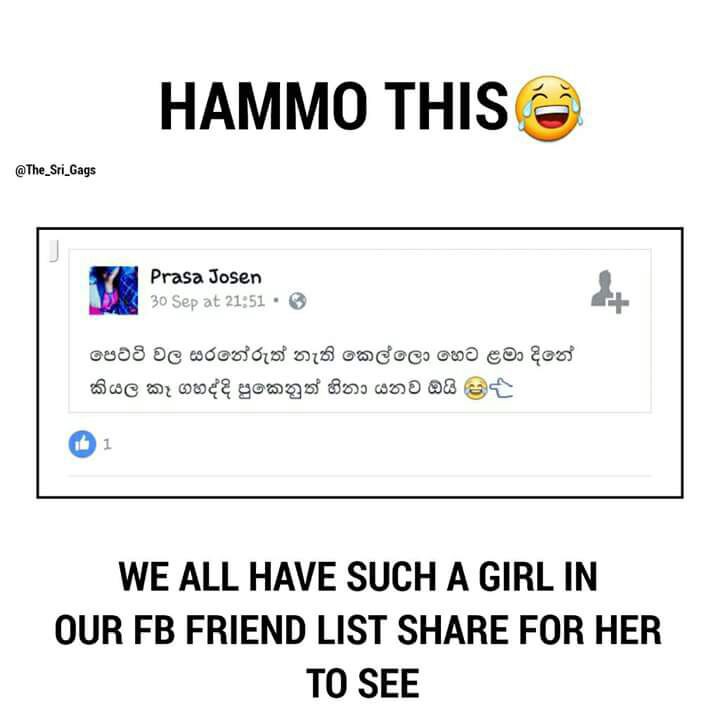 HAMMO THIS😂
@The_Sri_Gags
Prasa Josen
30 Sep at 21:51 •
පෙට්ටි වල සරනේරුත් නැති කෙල්ලො හෙට ළමා දිනේ
කියල කෑ ගහද්දි පුකෙනුත් හිනා යනව ඔයි 😂👈
1
WE ALL HAVE SUCH A GIRL IN
OUR FB FRIEND LIST SHARE FOR HER
TO SEE